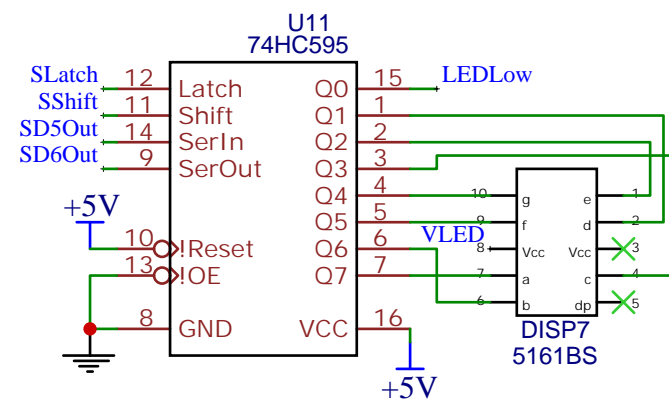 U11
74HC595
SLatch 12 Latch Q0 15 LEDLow
SShift 11 Shift Q1 1
SD5Out 14 SerIn Q2 2
SD6Out 9 SerOut Q3 3
Q4 4 10 g e 1
+5V Q5 5 9 f d 2
10 !Reset Q6 6 VLED 8 Vcc Vcc 3
13 !OE Q7 7 7 a c 4
6 b dp 5
8 GND VCC 16
DISP7
5161BS
+5V